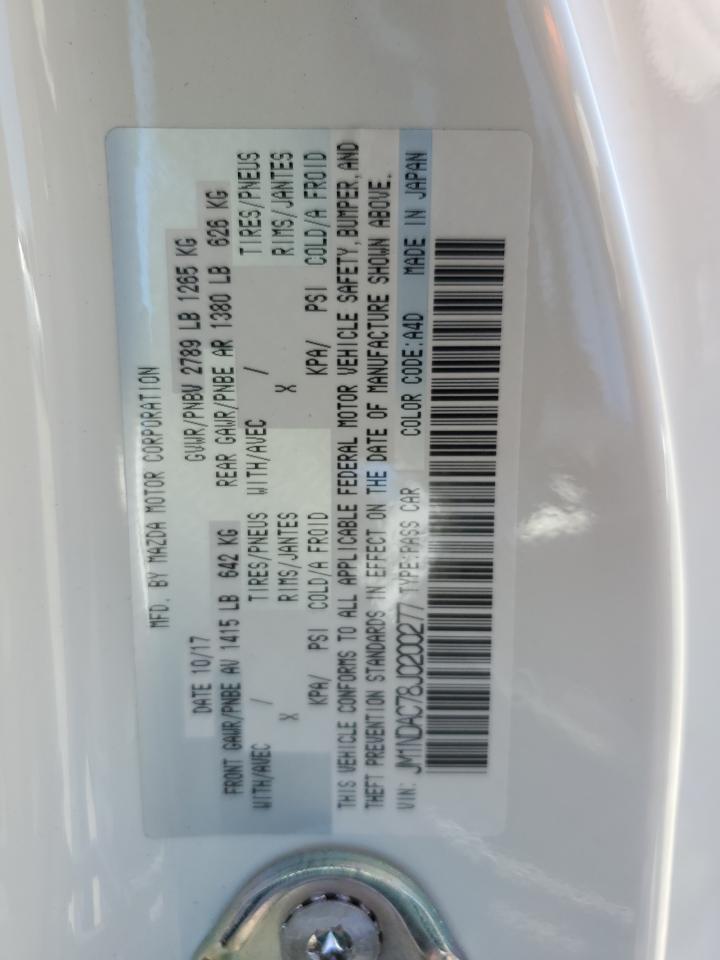 MFD. BY MAZDA MOTOR CORPORATION
DATE 10/17 GVWR/PNBV 2789 LB 1265 KG
FRONT GAWR/PNBE AV 1415 LB 642 KG REAR GAWR/PNBE AR 1380 LB 626 KG
WITH/AVEC / TIRES/PNEUS WITH/AVEC / TIRES/PNEUS
X RIMS/JANTES X RIMS/JANTES
KPA/ PSI COLD/A FROID KPA/ PSI COLD/A FROID
THIS VEHICLE CONFORMS TO ALL APPLICABLE FEDERAL MOTOR VEHICLE SAFETY, BUMPER, AND
THEFT PREVENTION STANDARDS IN EFFECT ON THE DATE OF MANUFACTURE SHOWN ABOVE.
VIN: JM1NDAC78J0200277 TYPE:PASS CAR COLOR CODE:A4D MADE IN JAPAN